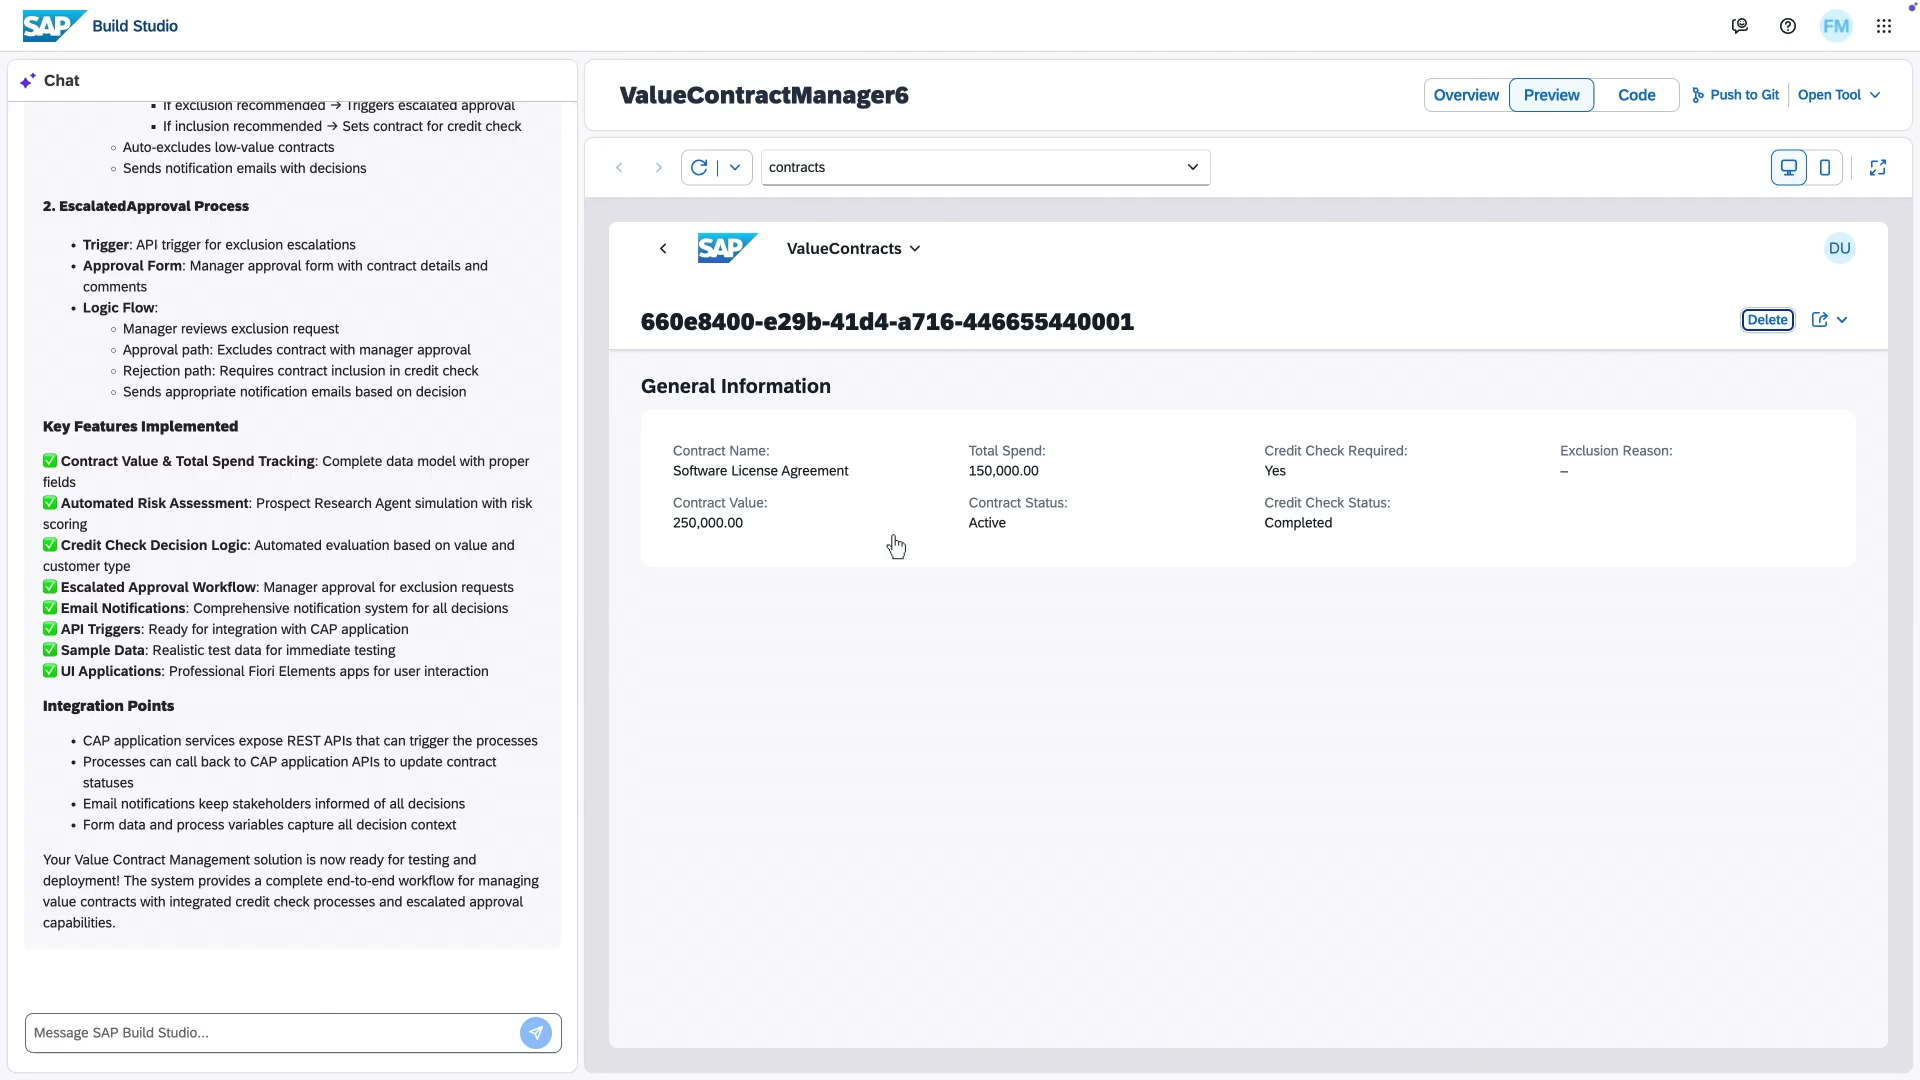 SAP Build Studio
FM
Chat
If exclusion recommended → Triggers escalated approval
If inclusion recommended → Sets contract for credit check
Auto-excludes low-value contracts
Sends notification emails with decisions
2. EscalatedApproval Process
Trigger: API trigger for exclusion escalations
Approval Form: Manager approval form with contract details and
comments
Logic Flow:
Manager reviews exclusion request
Approval path: Excludes contract with manager approval
Rejection path: Requires contract inclusion in credit check
Sends appropriate notification emails based on decision
Key Features Implemented
✅ Contract Value & Total Spend Tracking: Complete data model with proper
fields
✅ Automated Risk Assessment: Prospect Research Agent simulation with risk
scoring
✅ Credit Check Decision Logic: Automated evaluation based on value and
customer type
✅ Escalated Approval Workflow: Manager approval for exclusion requests
✅ Email Notifications: Comprehensive notification system for all decisions
✅ API Triggers: Ready for integration with CAP application
✅ Sample Data: Realistic test data for immediate testing
✅ UI Applications: Professional Fiori Elements apps for user interaction
Integration Points
CAP application services expose REST APIs that can trigger the processes
Processes can call back to CAP application APIs to update contract
statuses
Email notifications keep stakeholders informed of all decisions
Form data and process variables capture all decision context
Your Value Contract Management solution is now ready for testing and
deployment! The system provides a complete end-to-end workflow for managing
value contracts with integrated credit check processes and escalated approval
capabilities.
Message SAP Build Studio...
ValueContractManager6
Overview Preview Code Push to Git Open Tool
contracts
SAP ValueContracts DU
660e8400-e29b-41d4-a716-446655440001
Delete
General Information
Contract Name: Total Spend: Credit Check Required: Exclusion Reason:
Software License Agreement 150,000.00 Yes –
Contract Value: Contract Status: Credit Check Status:
250,000.00 Active Completed